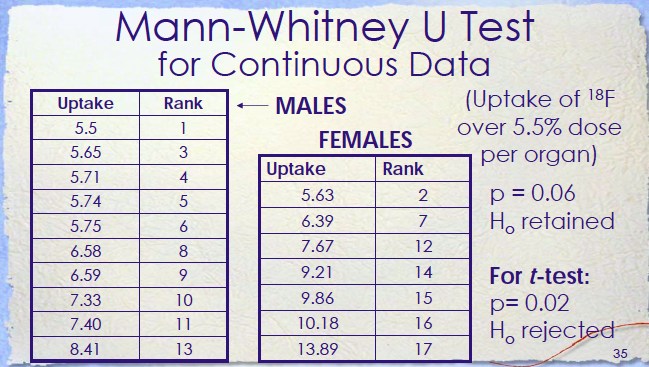 Mann-Whitney U Test
for Continuous Data
Uptake Rank
5.5 1
5.65 3
5.71 4
5.74 5
5.75 6
6.58 8
6.59 9
7.33 10
7.40 11
8.41 13
← MALES
FEMALES
Uptake Rank
5.63 2
6.39 7
7.67 12
9.21 14
9.86 15
10.18 16
13.89 17
(Uptake of ¹⁸F
over 5.5% dose
per organ)
p = 0.06
Hₒ retained
For t-test:
p= 0.02
Hₒ rejected
35